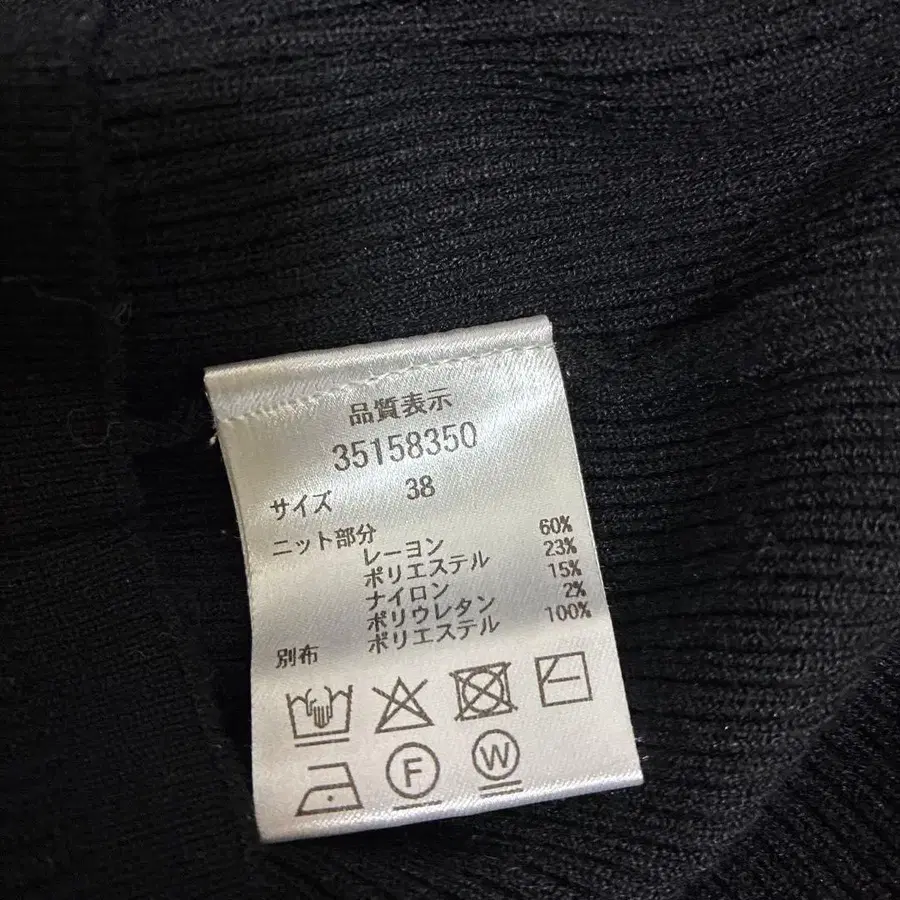 品質表示
35158350
サイズ 38
ニット部分
レーヨン 60%
ポリエステル 23%
ナイロン 15%
ポリウレタン 2%
別布 ポリエステル 100%
F W